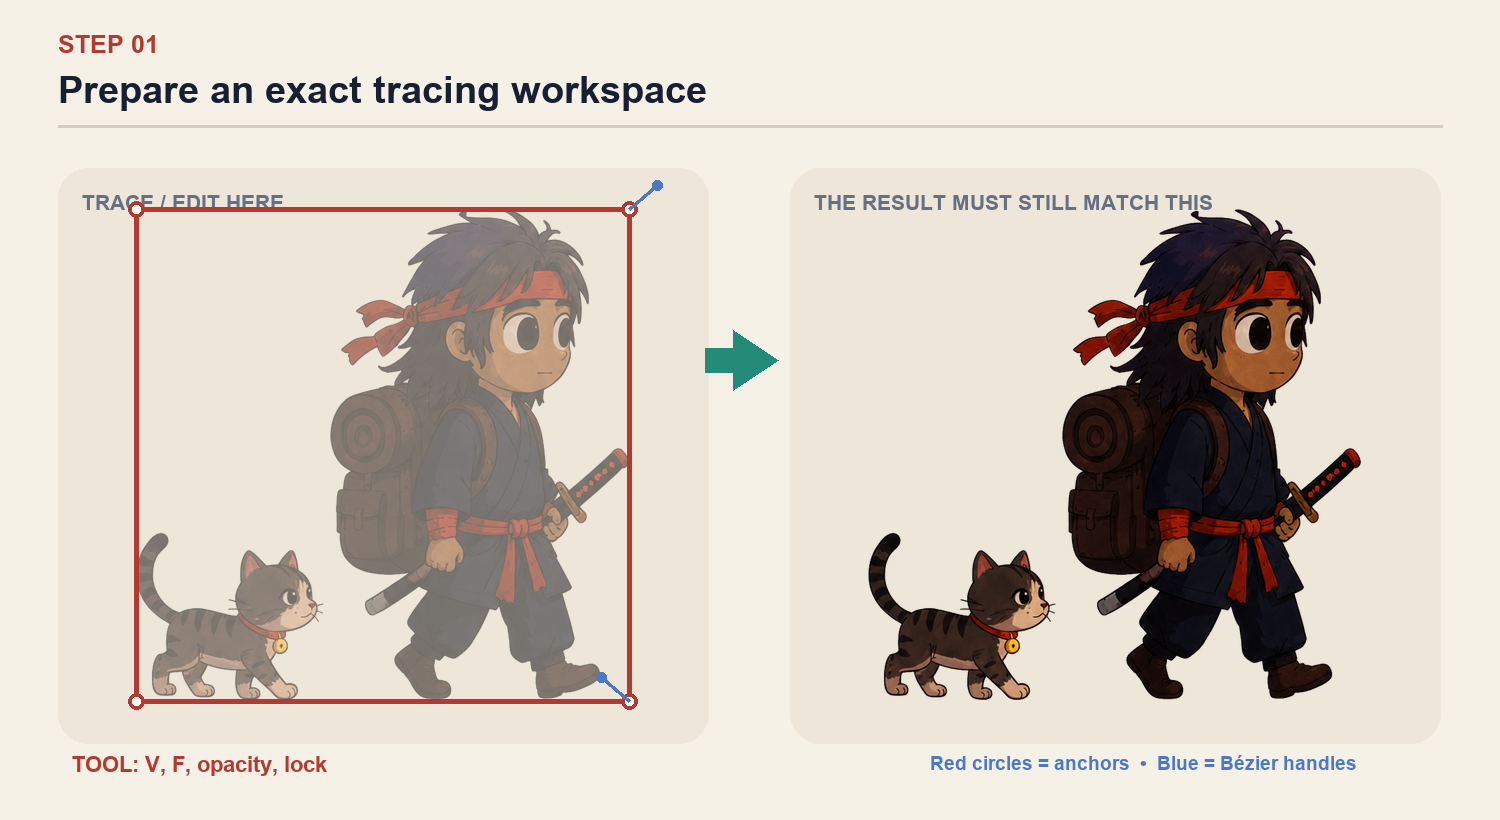 STEP 01
Prepare an exact tracing workspace
TRACE / EDIT HERE
THE RESULT MUST STILL MATCH THIS
TOOL: V, F, opacity, lock
Red circles = anchors • Blue = Bézier handles